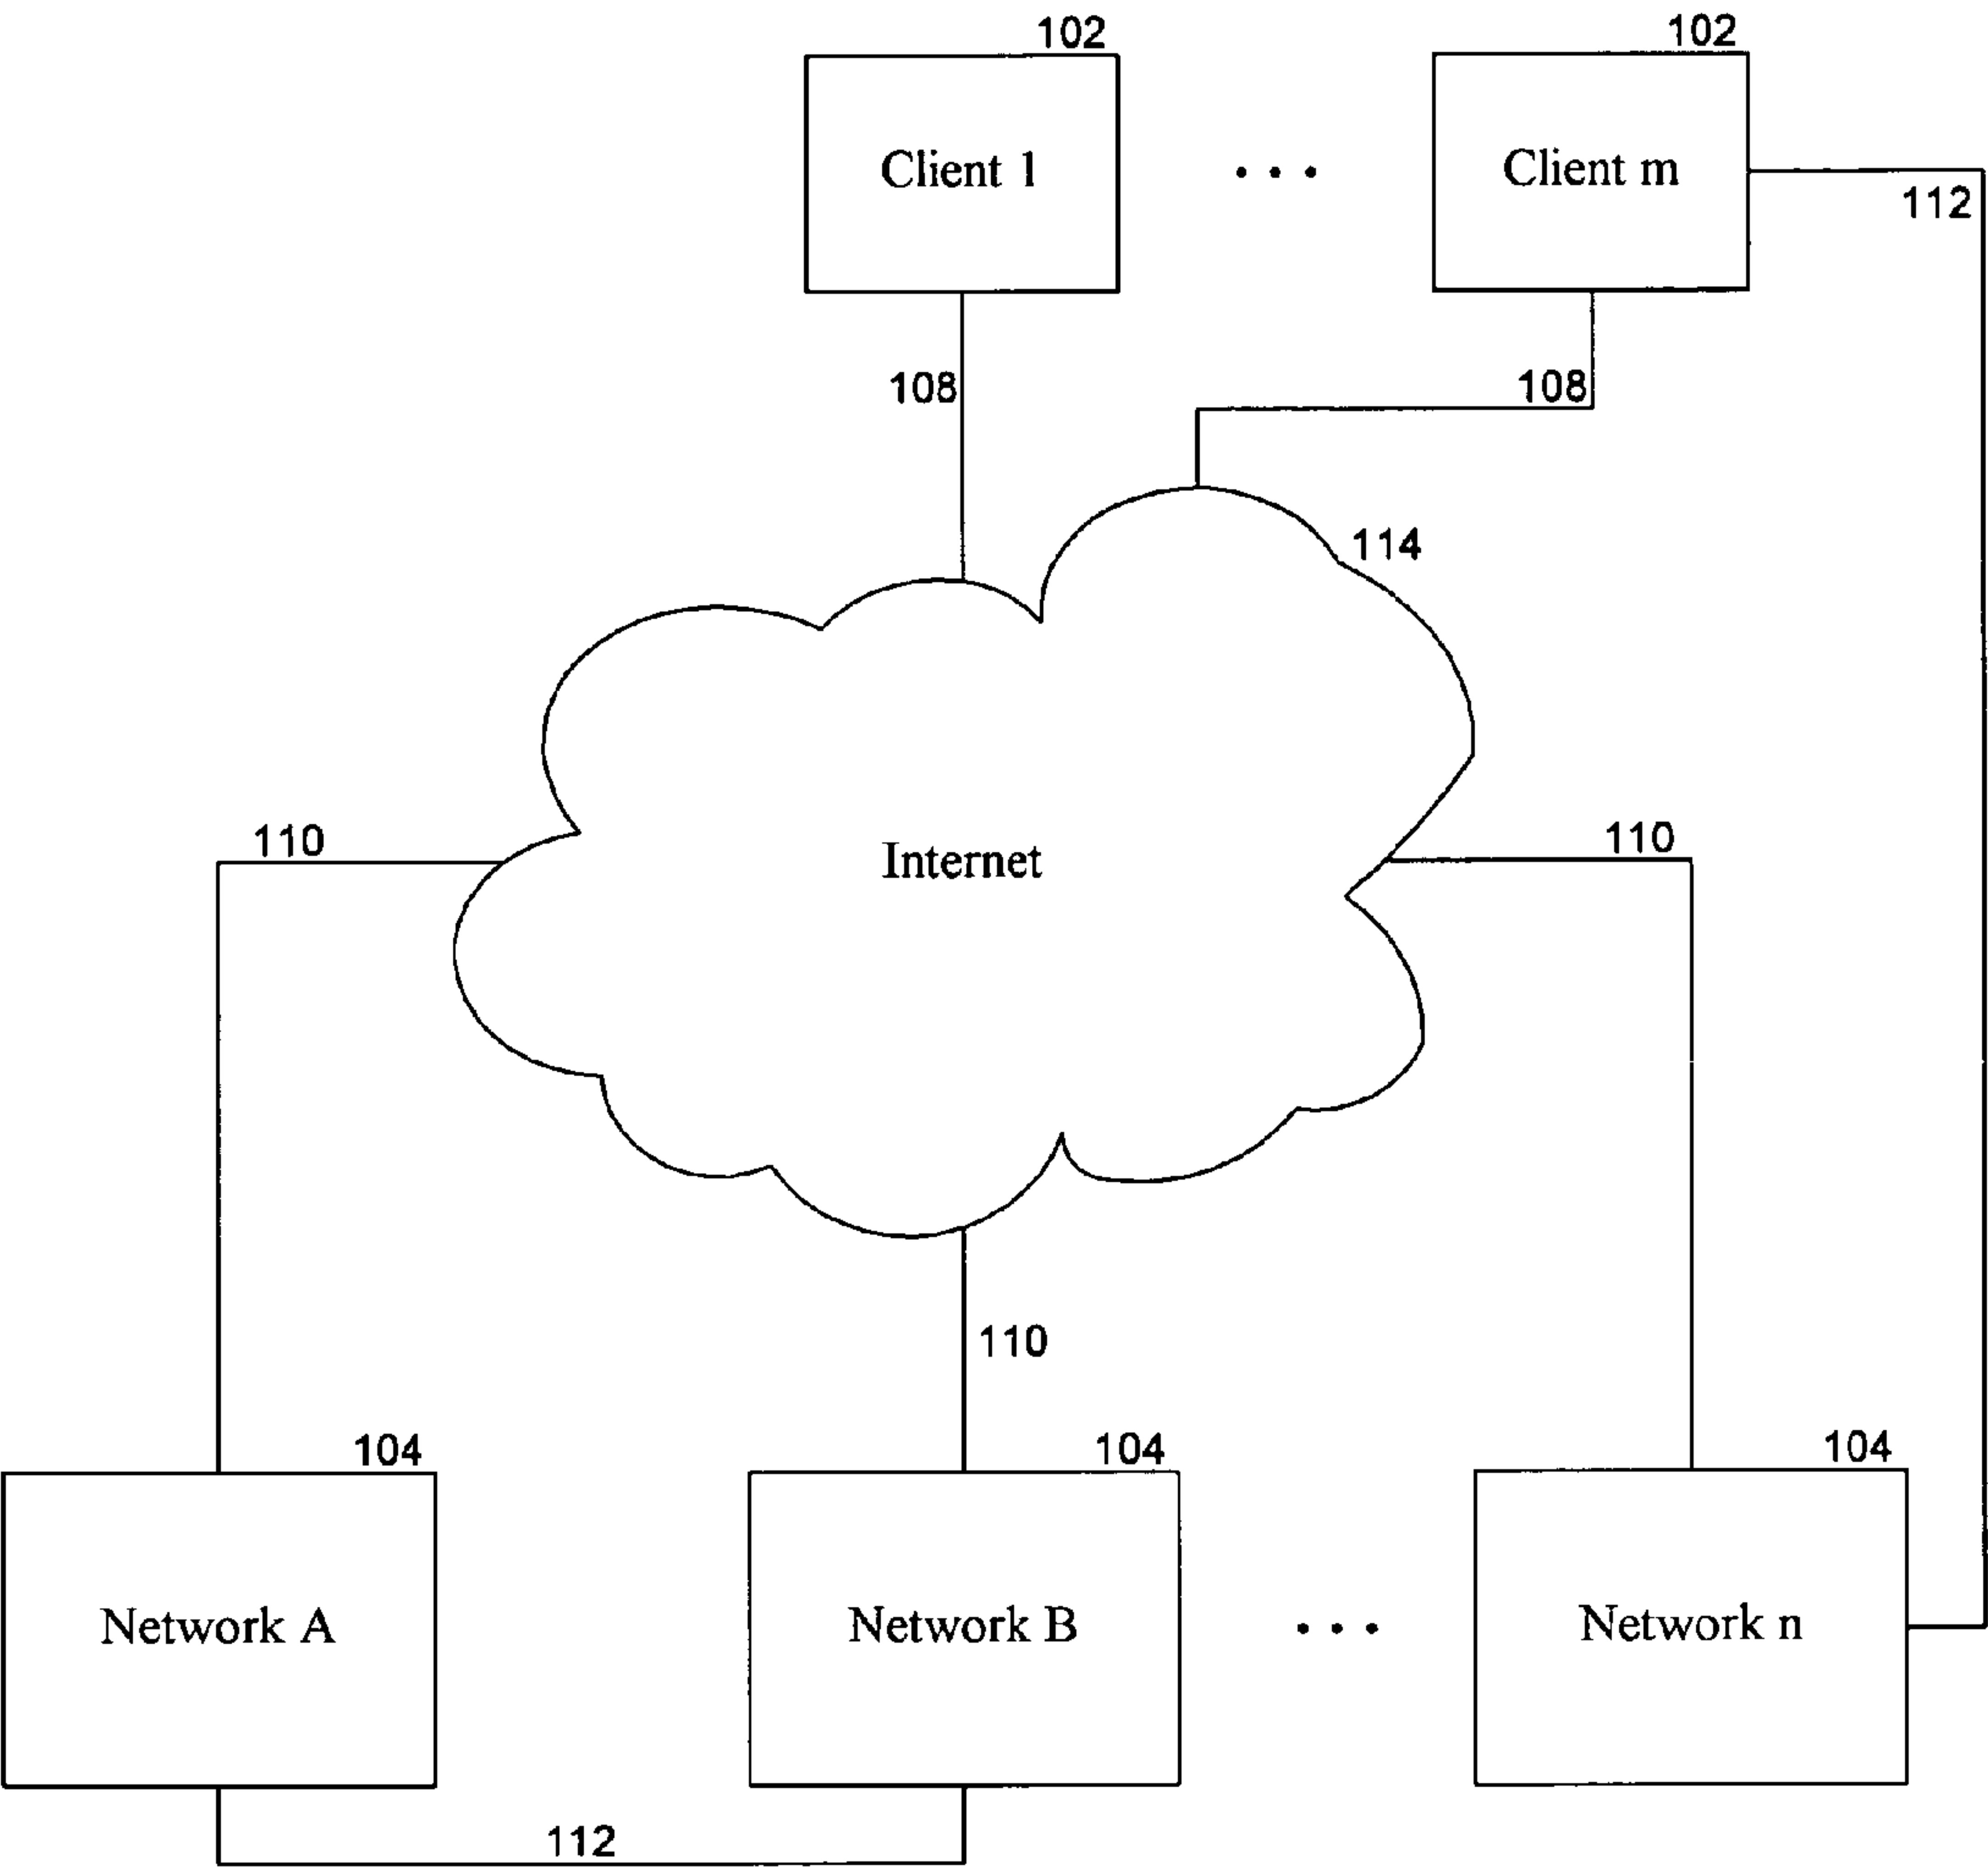 102
102
Client 1
. . .
Client m
112
108
108
114
110
Internet
110
110
104
104
104
Network A
Network B
. . .
Network n
112